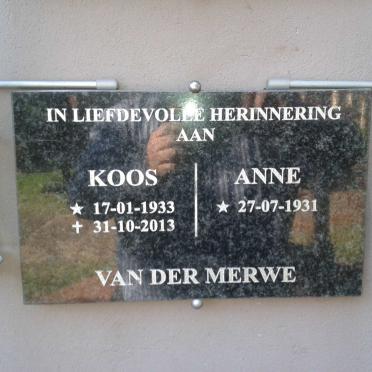 IN LIEFDEVOLLE HERINNERING
AAN
KOOS ANNE
★ 17-01-1933 ★ 27-07-1931
✝ 31-10-2013
VAN DER MERWE